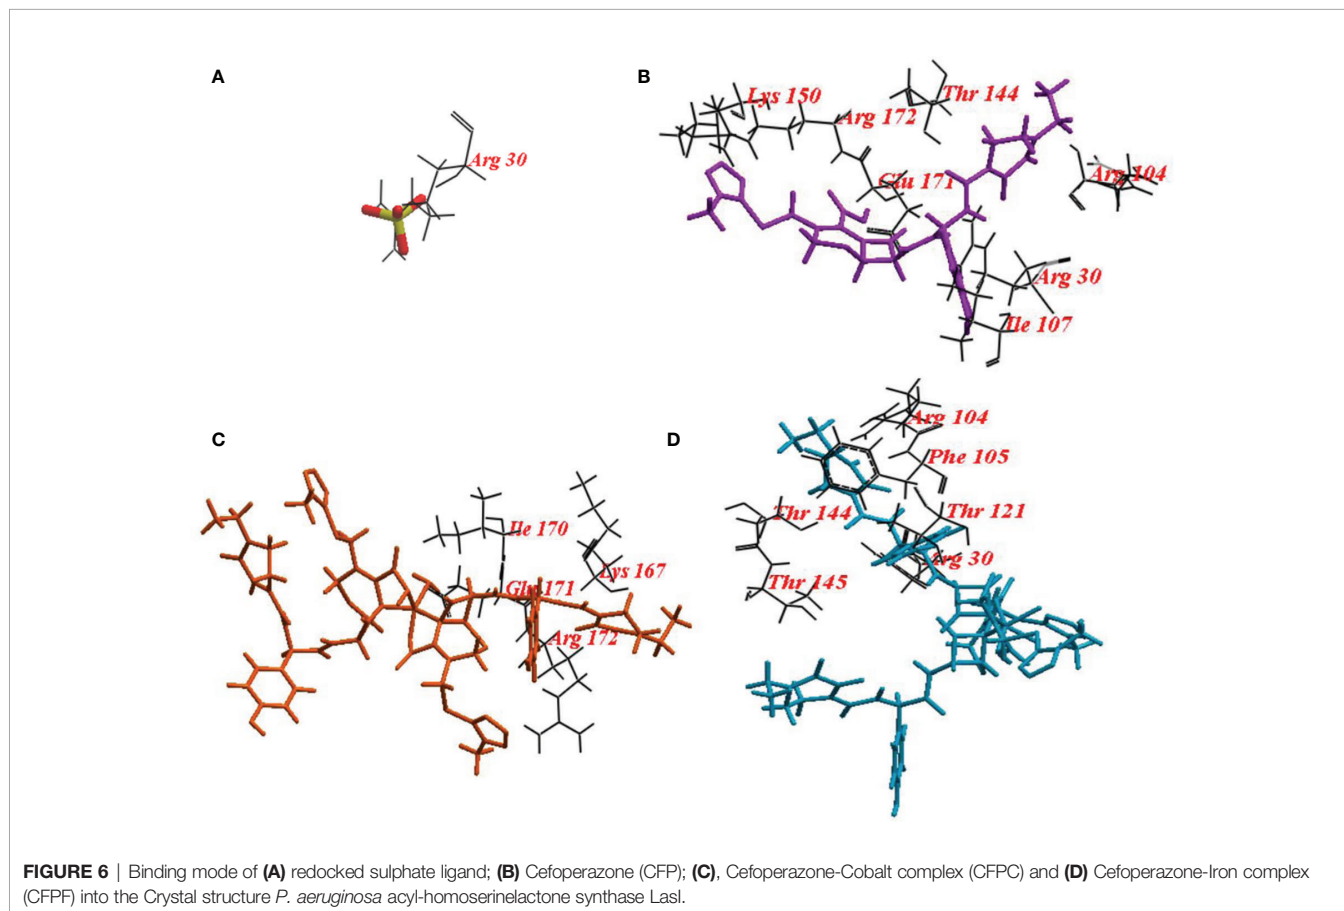 A
Arg 30
B
Lys 150
Thr 144
Arg 172
Glu 171
Arg 104
Arg 30
Ile 107
C
Ile 170
Lys 167
Glu 171
Arg 172
D
Arg 104
Phe 105
Thr 144
Thr 121
Arg 30
Thr 145
FIGURE 6 | Binding mode of (A) redocked sulphate ligand; (B) Cefoperazone (CFP); (C), Cefoperazone-Cobalt complex (CFPC) and (D) Cefoperazone-Iron complex
(CFPF) into the Crystal structure P. aeruginosa acyl-homoserinelactone synthase LasI.